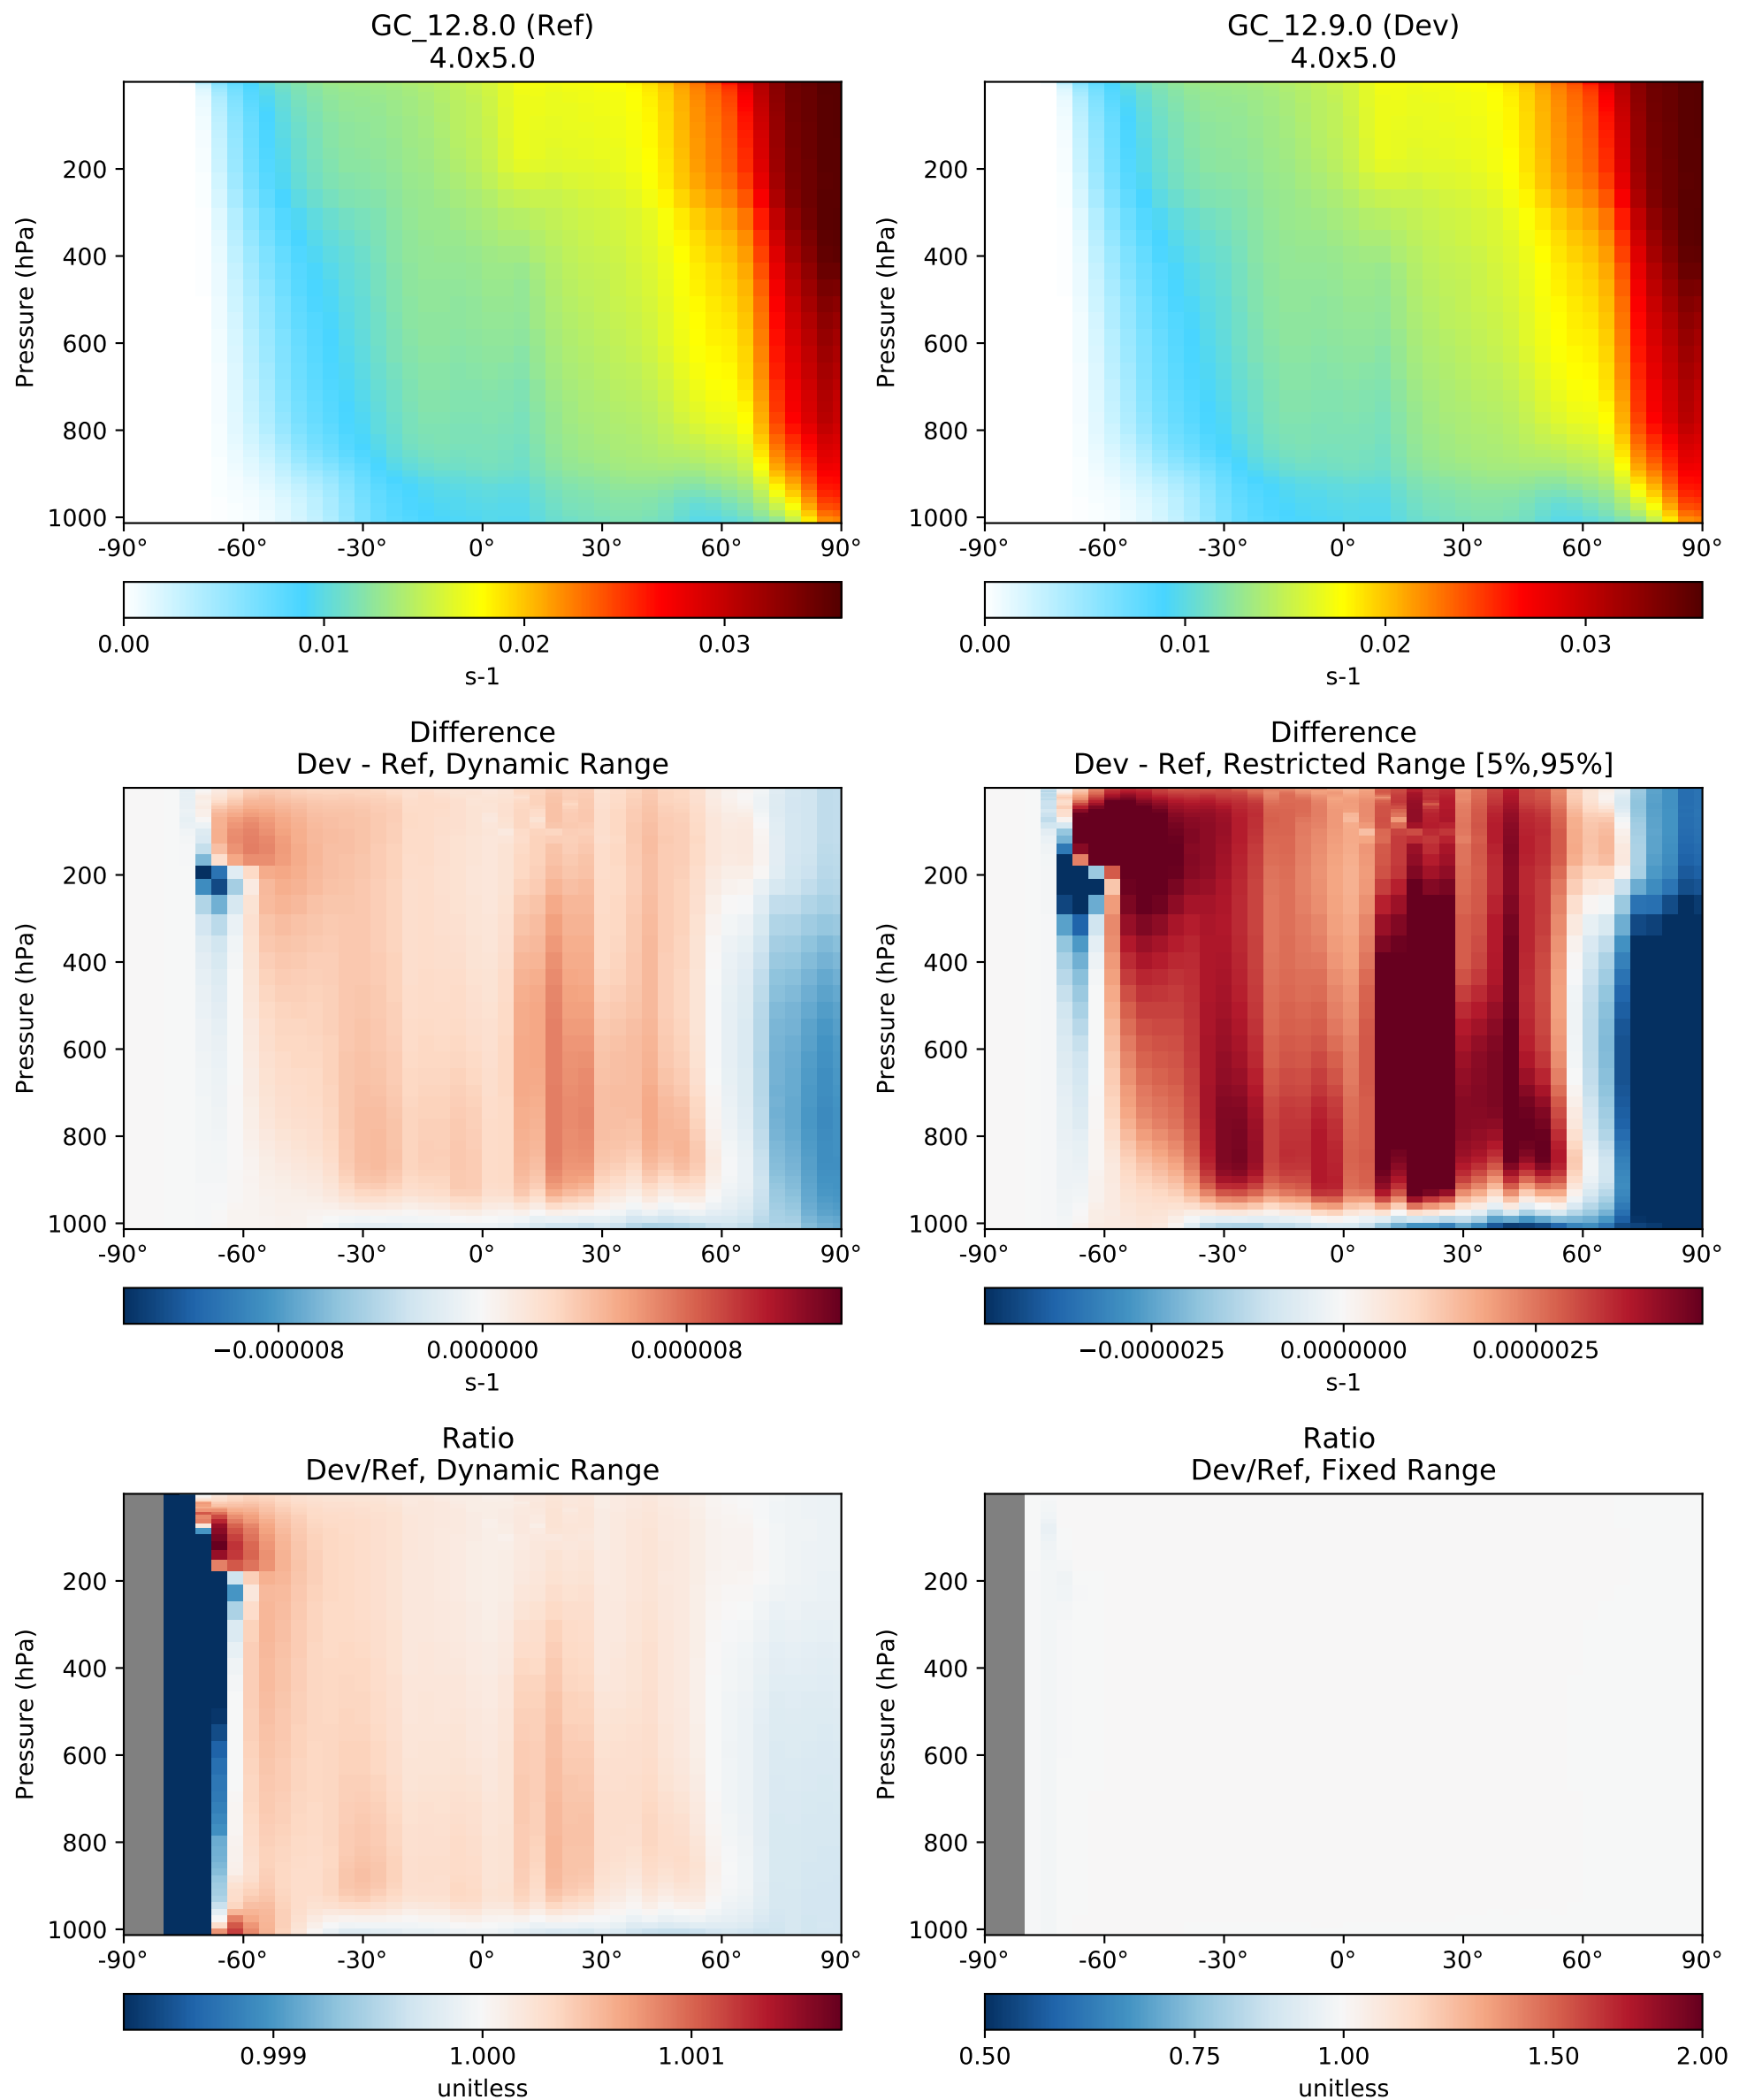 GC_12.8.0 (Ref)
4.0x5.0
Pressure (hPa)
200
400
600
800
1000
-90° -60° -30° 0° 30° 60° 90°
0.00 0.01 0.02 0.03
s-1
GC_12.9.0 (Dev)
4.0x5.0
Pressure (hPa)
200
400
600
800
1000
-90° -60° -30° 0° 30° 60° 90°
0.00 0.01 0.02 0.03
s-1
Difference
Dev - Ref, Dynamic Range
Pressure (hPa)
200
400
600
800
1000
-90° -60° -30° 0° 30° 60° 90°
−0.000008 0.000000 0.000008
s-1
Difference
Dev - Ref, Restricted Range [5%,95%]
Pressure (hPa)
200
400
600
800
1000
-90° -60° -30° 0° 30° 60° 90°
−0.0000025 0.0000000 0.0000025
s-1
Ratio
Dev/Ref, Dynamic Range
Pressure (hPa)
200
400
600
800
1000
-90° -60° -30° 0° 30° 60° 90°
0.999 1.000 1.001
unitless
Ratio
Dev/Ref, Fixed Range
Pressure (hPa)
200
400
600
800
1000
-90° -60° -30° 0° 30° 60° 90°
0.50 0.75 1.00 1.50 2.00
unitless